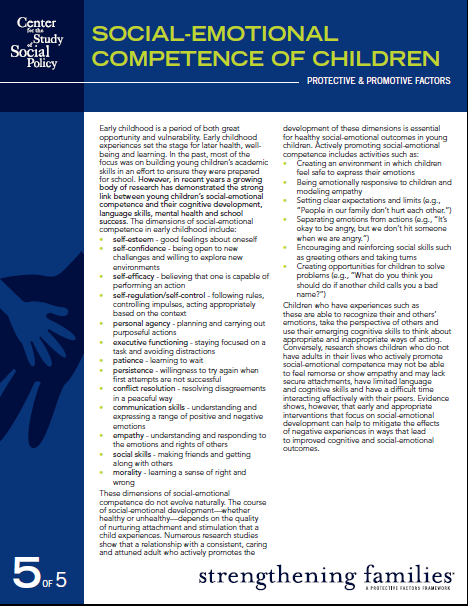 Center
for the
Study
of
Social
Policy
SOCIAL-EMOTIONAL
COMPETENCE OF CHILDREN
PROTECTIVE & PROMOTIVE FACTORS
Early childhood is a period of both great
opportunity and vulnerability. Early childhood
experiences set the stage for later health, well-
being and learning. In the past, most of the
focus was on building young children's academic
skills in an effort to ensure they were prepared
for school. However, in recent years a growing
body of research has demonstrated the strong
link between young children's social-emotional
competence and their cognitive development,
language skills, mental health and school
success. The dimensions of social-emotional
competence in early childhood include:
• self-esteem - good feelings about oneself
• self-confidence - being open to new
challenges and willing to explore new
environments
• self-efficacy - believing that one is capable of
performing an action
• self-regulation/self-control - following rules,
controlling impulses, acting appropriately
based on the context
• personal agency - planning and carrying out
purposeful actions
• executive functioning - staying focused on a
task and avoiding distractions
• patience - learning to wait
• persistence - willingness to try again when
first attempts are not successful
• conflict resolution - resolving disagreements
in a peaceful way
• communication skills - understanding and
expressing a range of positive and negative
emotions
• empathy - understanding and responding to
the emotions and rights of others
• social skills - making friends and getting
along with others
• morality - learning a sense of right and
wrong
These dimensions of social-emotional
competence do not evolve naturally. The course
of social-emotional development—whether
healthy or unhealthy—depends on the quality
of nurturing attachment and stimulation that a
child experiences. Numerous research studies
show that a relationship with a consistent, caring
and attuned adult who actively promotes the
development of these dimensions is essential
for healthy social-emotional outcomes in young
children. Actively promoting social-emotional
competence includes activities such as:
• Creating an environment in which children
feel safe to express their emotions
• Being emotionally responsive to children and
modeling empathy
• Setting clear expectations and limits (e.g.,
"People in our family don't hurt each other.")
• Separating emotions from actions (e.g., "It's
okay to be angry, but we don't hit someone
when we are angry.")
• Encouraging and reinforcing social skills such
as greeting others and taking turns
• Creating opportunities for children to solve
problems (e.g., "What do you think you
should do if another child calls you a bad
name?")
Children who have experiences such as
these are able to recognize their and others'
emotions, take the perspective of others and
use their emerging cognitive skills to think about
appropriate and inappropriate ways of acting.
Conversely, research shows children who do not
have adults in their lives who actively promote
social-emotional competence may not be able
to feel remorse or show empathy and may lack
secure attachments, have limited language
and cognitive skills and have a difficult time
interacting effectively with their peers. Evidence
shows, however, that early and appropriate
interventions that focus on social-emotional
development can help to mitigate the effects
of negative experiences in ways that lead
to improved cognitive and social-emotional
outcomes.
5 OF 5
strengthening families
A PROTECTIVE FACTORS FRAMEWORK